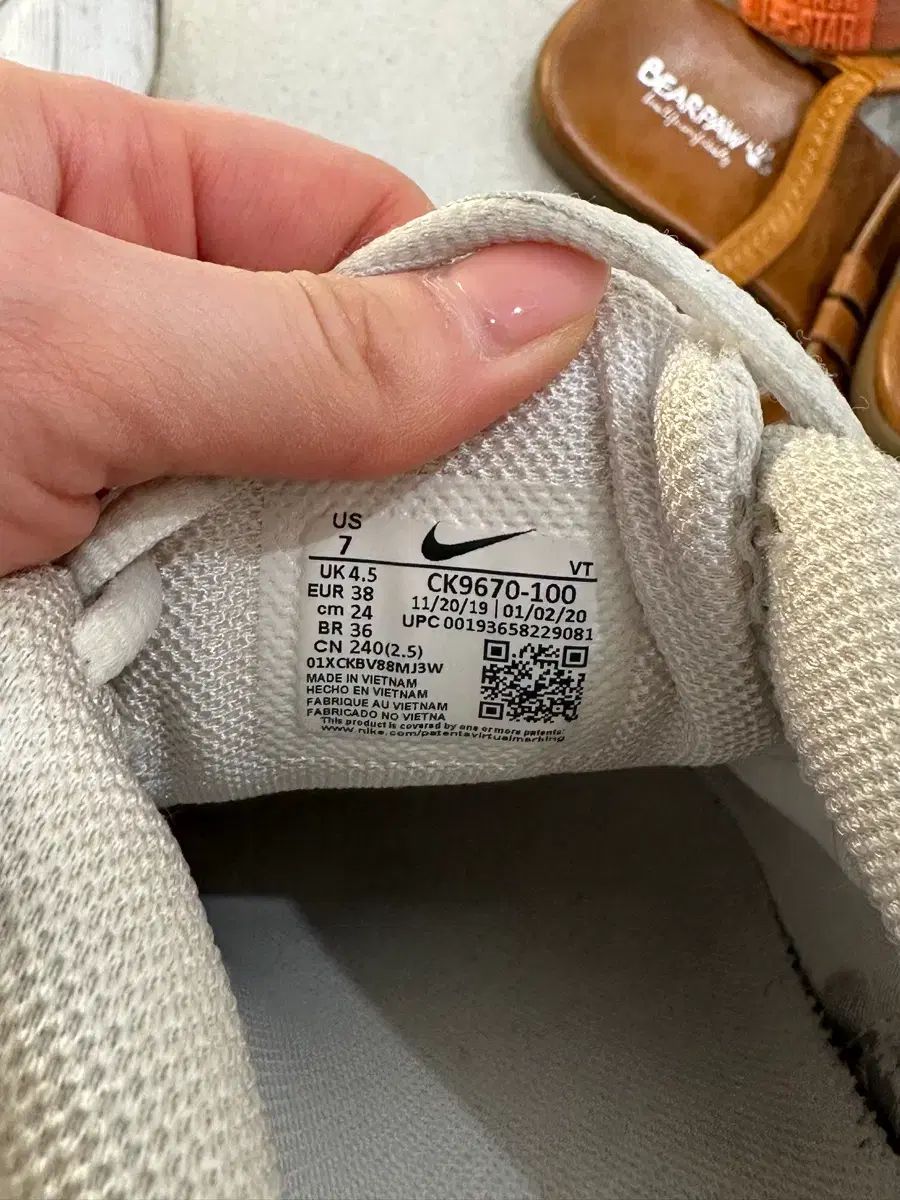 STAR
BEARPAW
US
7
VT
UK 4.5
CK9670-100
EUR 38
11/20/19 | 01/02/20
cm 24
UPC 00193658229081
BR 36
CN 240(2.5)
01XCKBV88MJ3W
MADE IN VIETNAM
HECHO EN VIETNAM
FABRIQUE AU VIETNAM
FABRICADO NO VIETNA
This product is covered by one or more patents:
www.nike.com/patentavirtualmarking